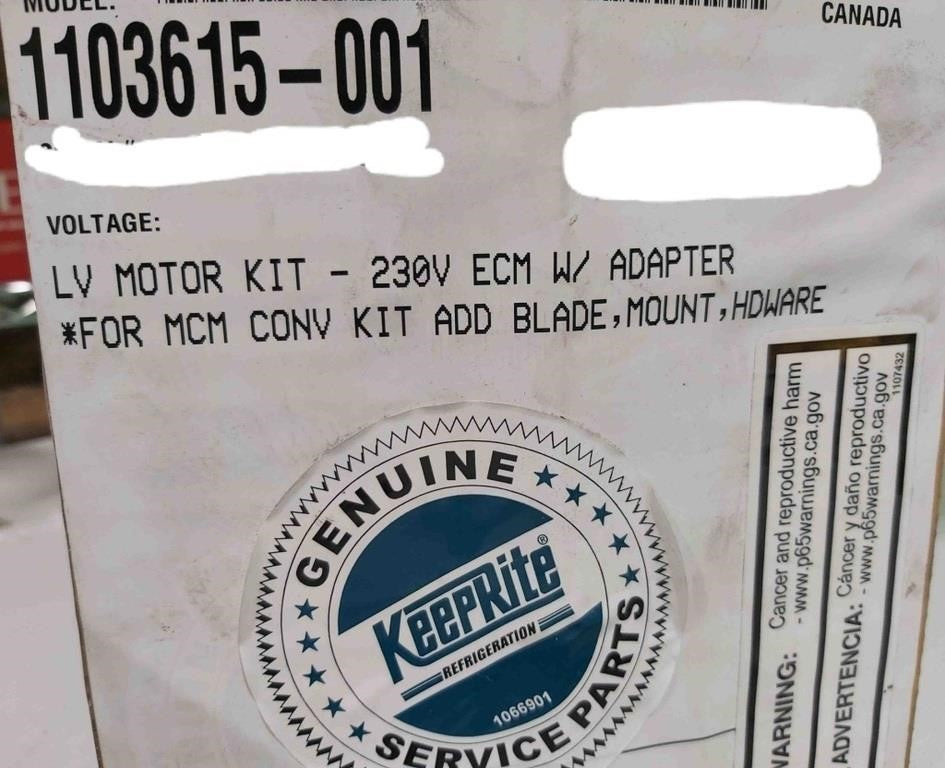 MODEL:
CANADA
1103615-001
VOLTAGE:
LV MOTOR KIT - 230V ECM W/ ADAPTER
*FOR MCM CONV KIT ADD BLADE,MOUNT,HDWARE
GENUINE
KeepRite®
REFRIGERATION
1066901
SERVICE PARTS
WARNING: Cancer and reproductive harm
- www.p65warnings.ca.gov
ADVERTENCIA: Cáncer y daño reproductivo
- www.p65warnings.ca.gov
1107432